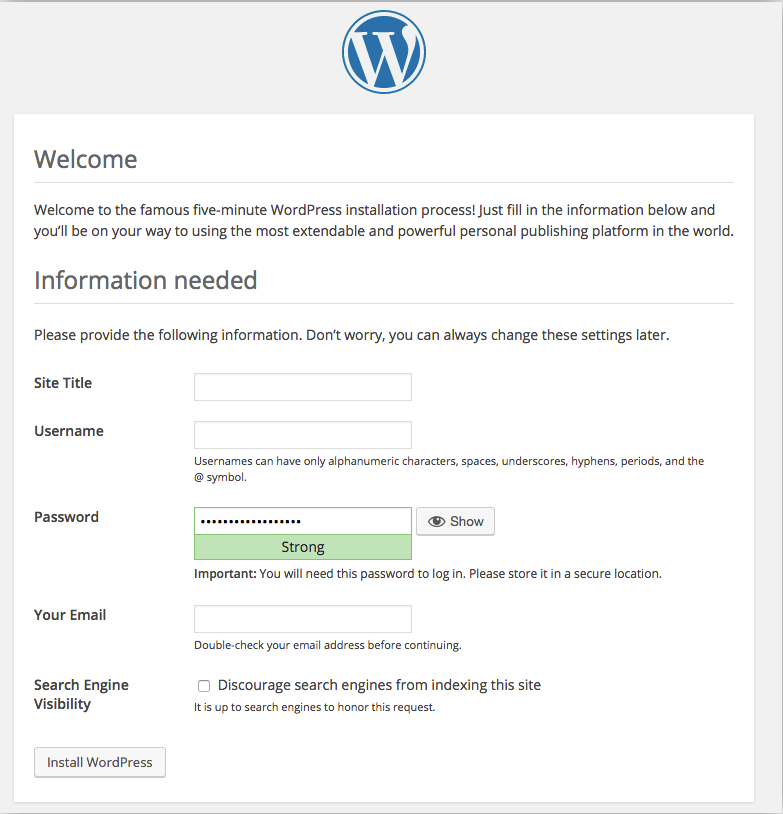 Welcome
Welcome to the famous five-minute WordPress installation process! Just fill in the information below and
you’ll be on your way to using the most extendable and powerful personal publishing platform in the world.
Information needed
Please provide the following information. Don’t worry, you can always change these settings later.
Site Title
Username
Usernames can have only alphanumeric characters, spaces, underscores, hyphens, periods, and the
@ symbol.
Password
•••••••••••••••••• Show
Strong
Important: You will need this password to log in. Please store it in a secure location.
Your Email
Double-check your email address before continuing.
Search Engine
Visibility
Discourage search engines from indexing this site
It is up to search engines to honor this request.
Install WordPress